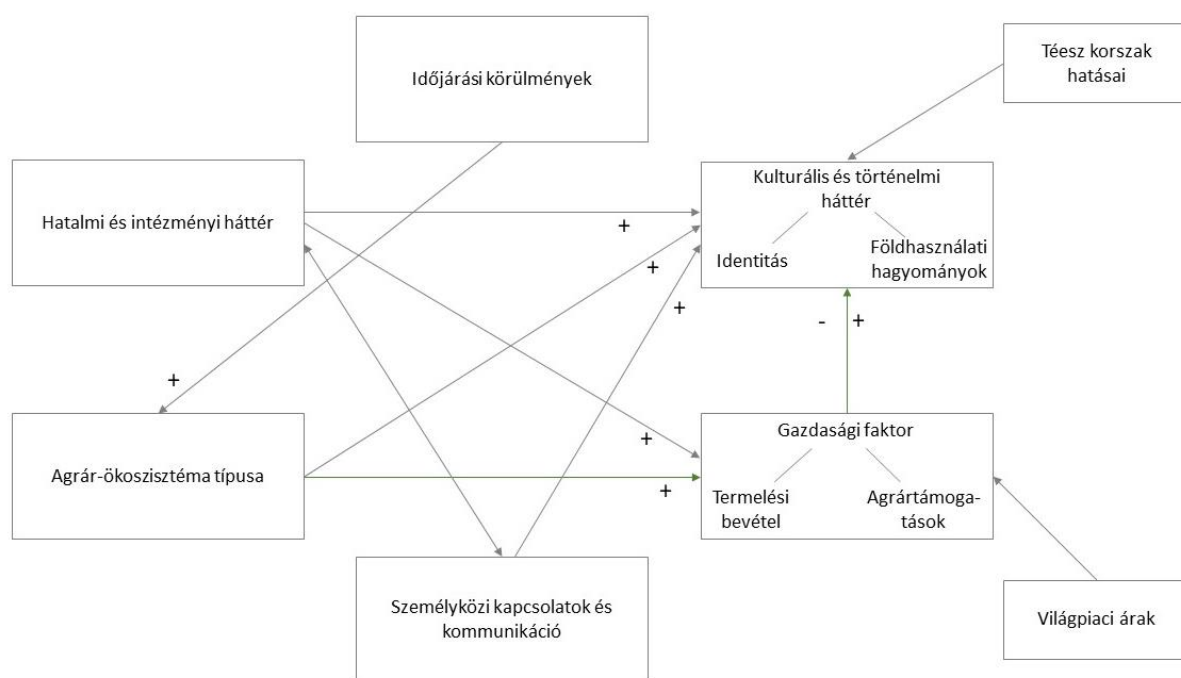 Időjárási körülmények
Téesz korszak
hatásai
Hatalmi és intézményi háttér
Kulturális és történelmi
háttér
Identitás
Földhasználati
hagyományok
+
+
+
- +
+
Agrár-ökoszisztéma típusa
Gazdasági faktor
+
+
Termelési
bevétel
Agrártámoga-
tások
Személyközi kapcsolatok és
kommunikáció
Világpiaci árak